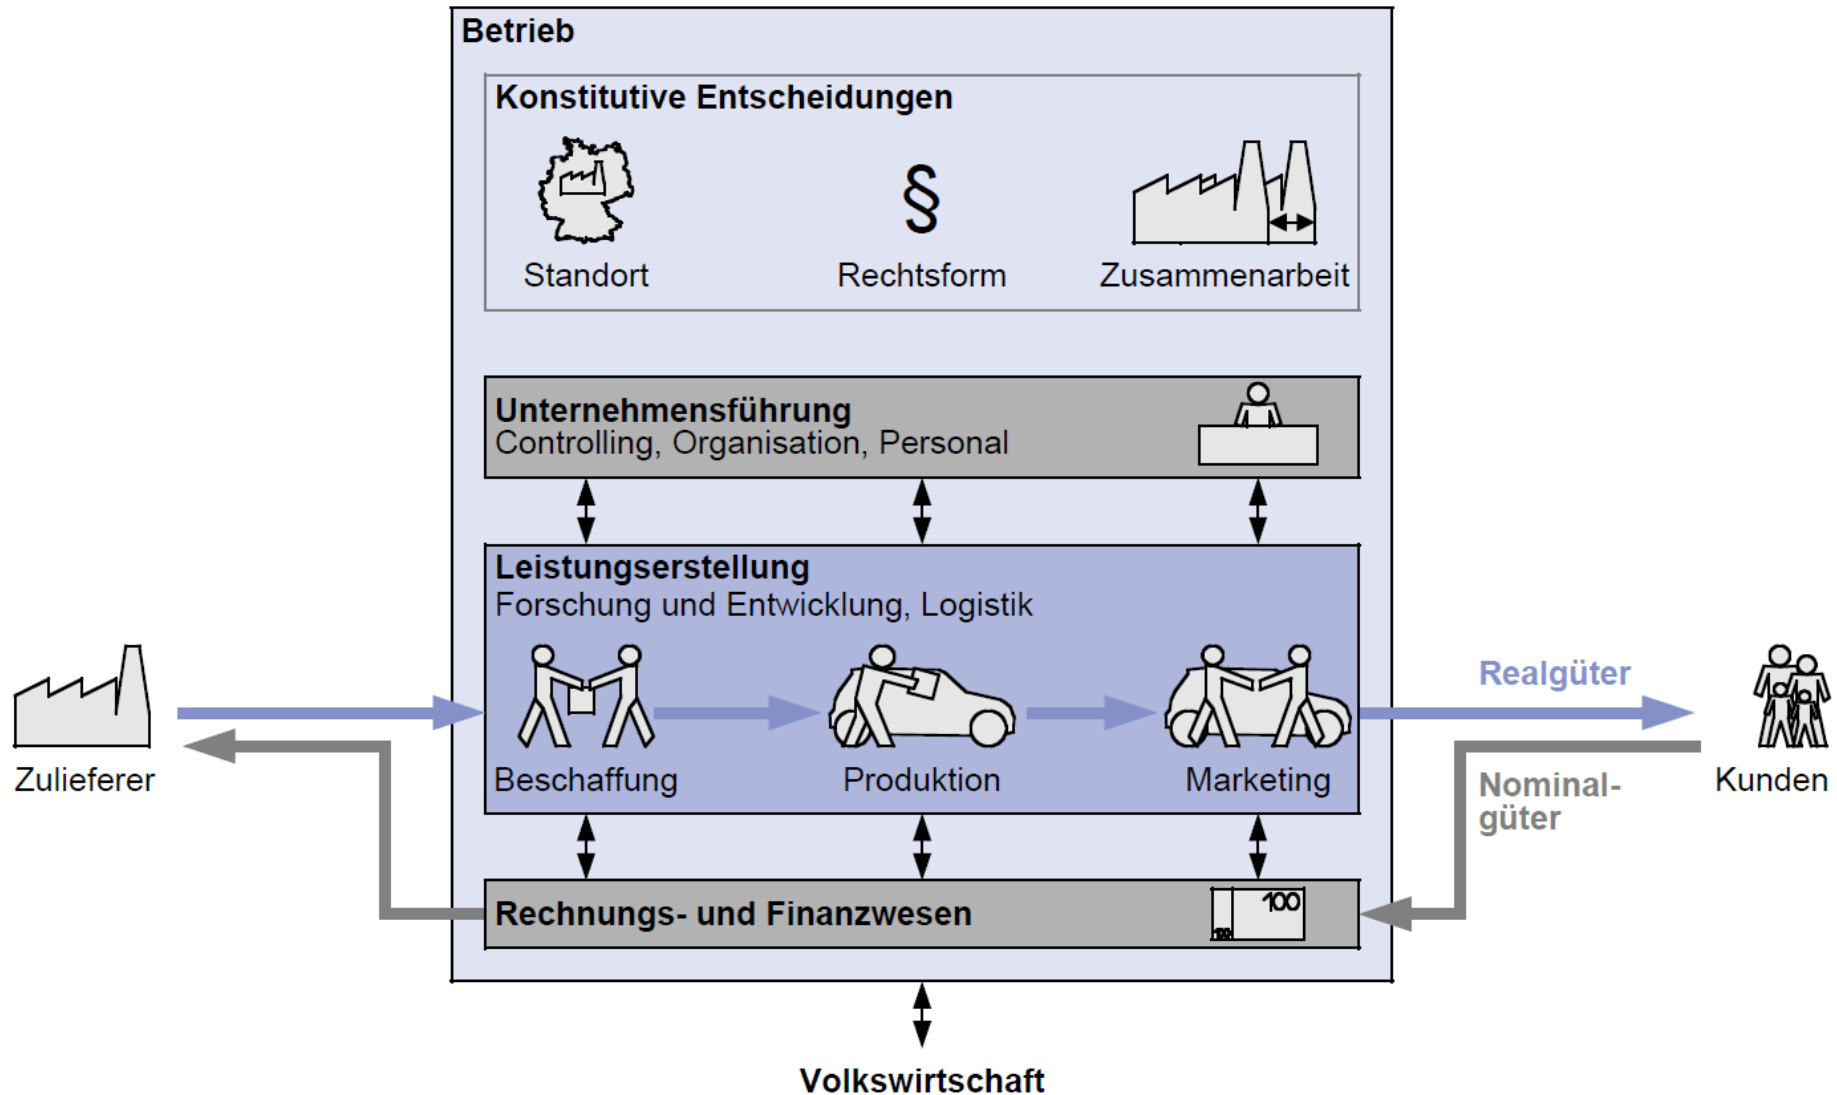 Betrieb
Konstitutive Entscheidungen
§
Standort
Rechtsform
Zusammenarbeit
Unternehmensführung
Controlling, Organisation, Personal
Leistungserstellung
Forschung und Entwicklung, Logistik
Beschaffung
Produktion
Marketing
Zulieferer
Realgüter
Nominal-
güter
Kunden
Rechnungs- und Finanzwesen
100
100
Volkswirtschaft